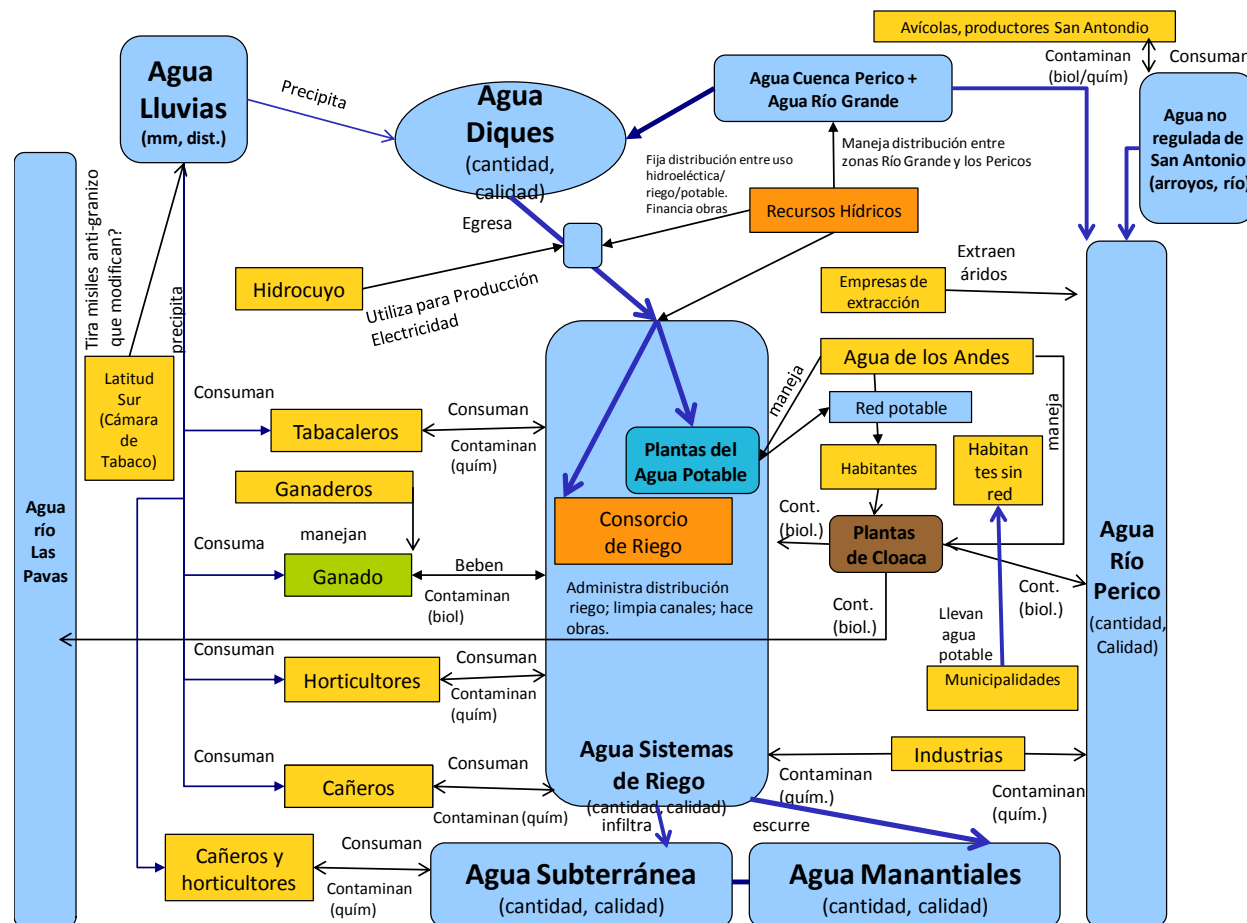 Avícolas, productores San Antondio
Contaminan
(biol/quím)
Consuman
Agua
Lluvias
(mm, dist.)
Precipita
Agua
Diques
(cantidad,
calidad)
Agua Cuenca Perico +
Agua Río Grande
Agua no
regulada de
San Antonio
(arroyos, río)
Maneja distribución entre
zonas Río Grande y los Pericos
Fija distribución entre uso
hidroeléctica/
riego/potable.
Financia obras
Recursos Hídricos
Egresa
Tira misiles anti-granizo
que modifican?
precipita
Hidrocuyo
Utiliza para Producción
Electricidad
Empresas de
extracción
Extraen
áridos
Latitud
Sur
(Cámara
de
Tabaco)
Consuman
Tabacaleros
Consuman
Contaminan
(quím)
Agua de los Andes
maneja
maneja
Red potable
Plantas del
Agua Potable
Habitantes
Habitan
tes sin
red
Ganaderos
manejan
Consuma
Ganado
Beben
Contaminan
(biol)
Consorcio
de Riego
Administra distribución
riego; limpia canales; hace
obras.
Cont.
(biol.)
Plantas
de Cloaca
Cont.
(biol.)
Cont.
(biol.)
Agua
río
Las
Pavas
Agua
Río
Perico
(cantidad,
Calidad)
Llevan
agua
potable
Municipalidades
Consuman
Horticultores
Consuman
Contaminan
(quím)
Consuman
Cañeros
Consuman
Contaminan (quím)
Agua Sistemas
de Riego
(cantidad, calidad)
infiltra
escurre
Industrias
Contaminan
(quím.)
Contaminan
(quím.)
Cañeros y
horticultores
Consuman
Contaminan
(quím)
Agua Subterránea
(cantidad, calidad)
Agua Manantiales
(cantidad, calidad)